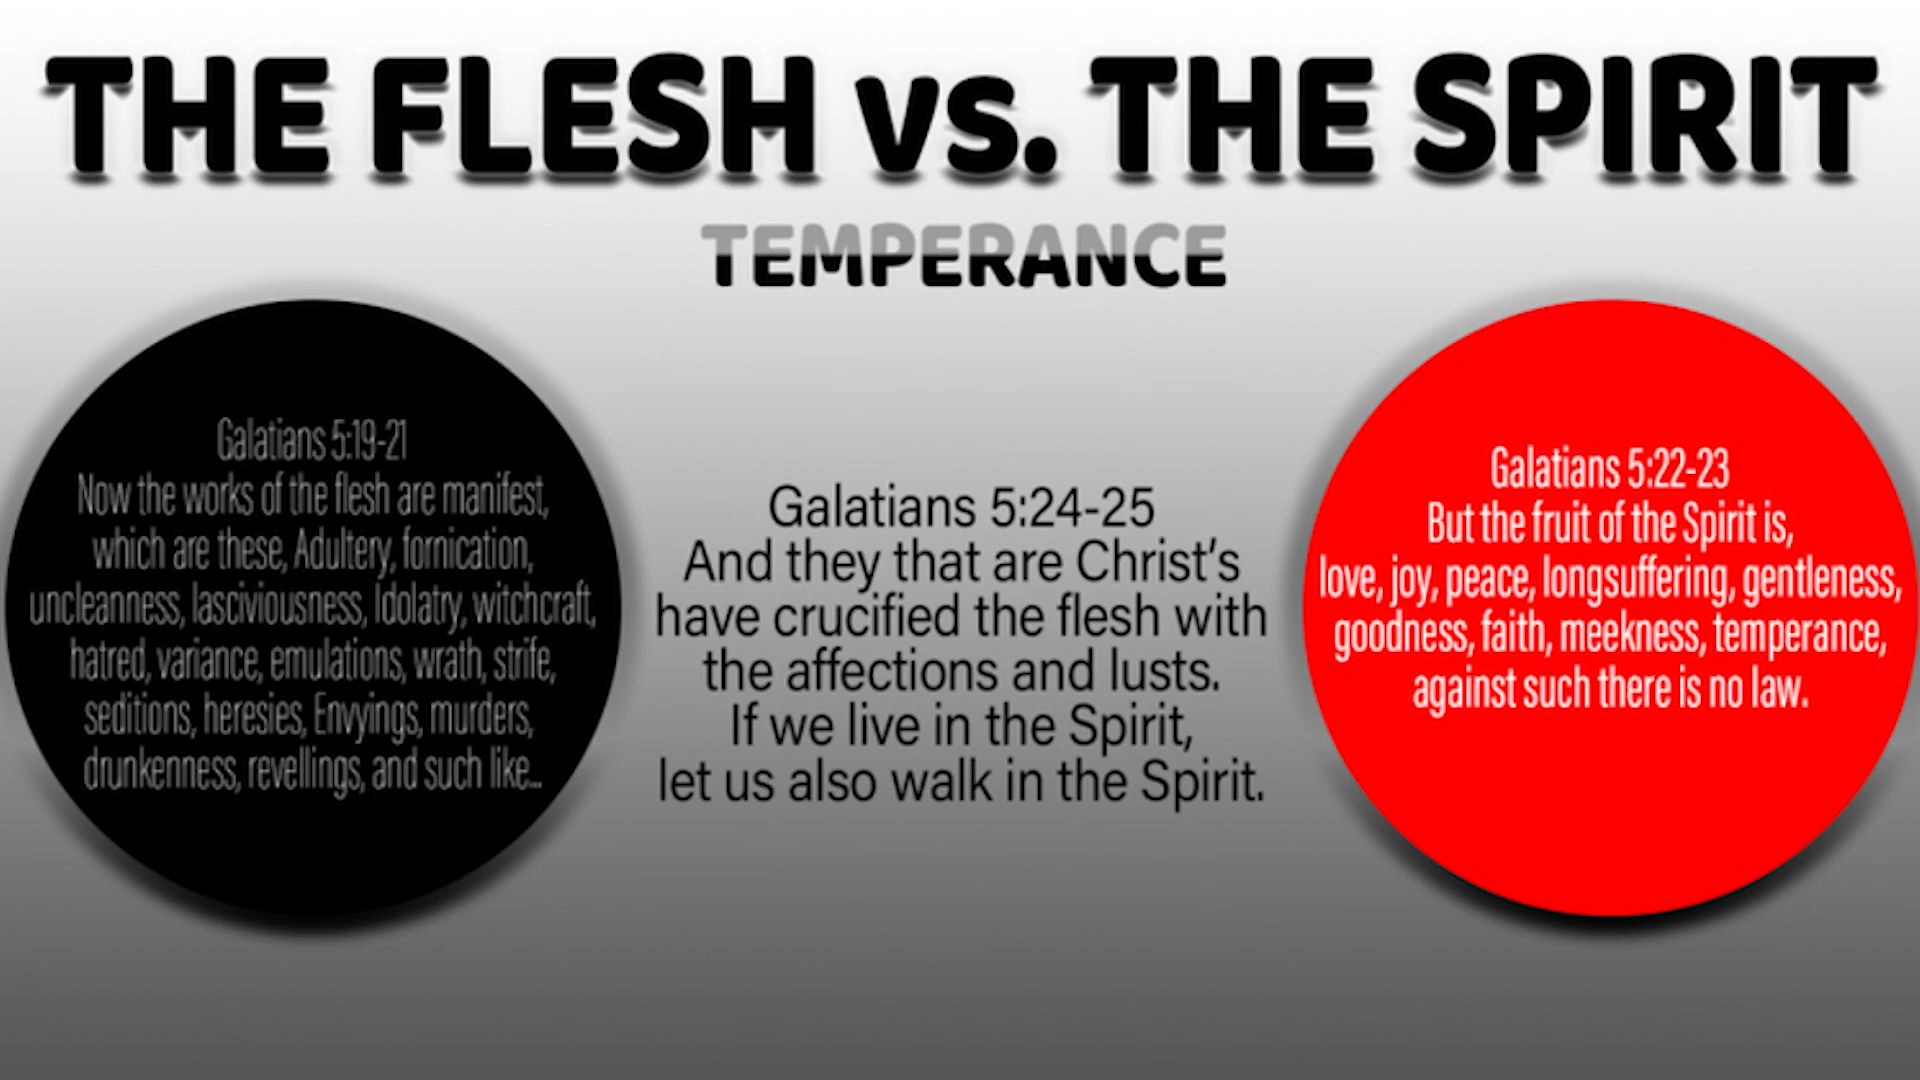 THE FLESH vs. THE SPIRIT
TEMPERANCE
Galatians 5:19-21
Now the works of the flesh are manifest,
which are these, Adultery, fornication,
uncleanness, lasciviousness, Idolatry, witchcraft,
hatred, variance, emulations, wrath, strife,
seditions, heresies, Envyings, murders,
drunkenness, revellings, and such like...
Galatians 5:24-25
And they that are Christ's
have crucified the flesh with
the affections and lusts.
If we live in the Spirit,
let us also walk in the Spirit.
Galatians 5:22-23
But the fruit of the Spirit is,
love, joy, peace, longsuffering, gentleness,
goodness, faith, meekness, temperance,
against such there is no law.